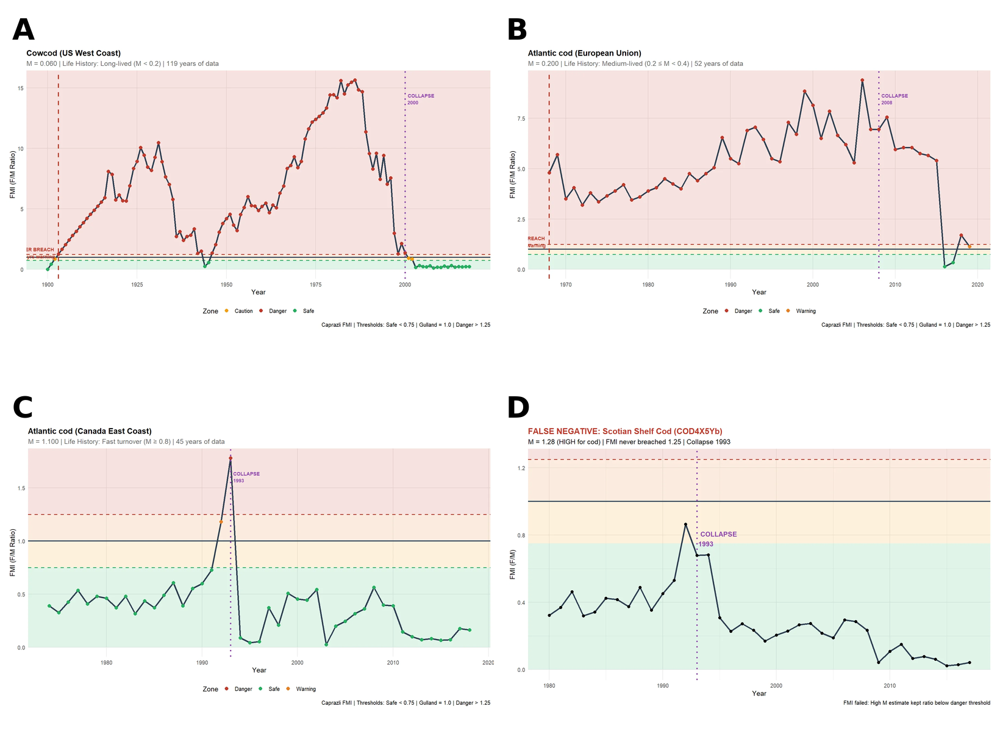 A
Cowcod (US West Coast)
M = 0.060 | Life History: Long-lived (M < 0.2) | 119 years of data
FMI (F/M Ratio)
15
10
5
0
COLLAPSE
2000
ER BREACH
yrs warning
1900
1925
1950
1975
2000
Year
Zone Caution Danger Safe
Caprazli FMI | Thresholds: Safe < 0.75 | Gulland = 1.0 | Danger > 1.25
B
Atlantic cod (European Union)
M = 0.200 | Life History: Medium-lived (0.2 ≤ M < 0.4) | 52 years of data
FMI (F/M Ratio)
7.5
5.0
2.5
0.0
COLLAPSE
2008
REACH
warning
1970
1980
1990
2000
2010
2020
Year
Zone Danger Safe Warning
Caprazli FMI | Thresholds: Safe < 0.75 | Gulland = 1.0 | Danger > 1.25
C
Atlantic cod (Canada East Coast)
M = 1.100 | Life History: Fast turnover (M ≥ 0.8) | 45 years of data
FMI (F/M Ratio)
1.5
1.0
0.5
0.0
COLLAPSE
1993
1980
1990
2000
2010
2020
Year
Zone Danger Safe Warning
Caprazli FMI | Thresholds: Safe < 0.75 | Gulland = 1.0 | Danger > 1.25
D
FALSE NEGATIVE: Scotian Shelf Cod (COD4X5Yb)
M = 1.28 (HIGH for cod) | FMI never breached 1.25 | Collapse 1993
FMI (F/M)
1.2
0.8
0.4
0.0
COLLAPSE
1993
1980
1990
2000
2010
Year
FMI failed: High M estimate kept ratio below danger threshold